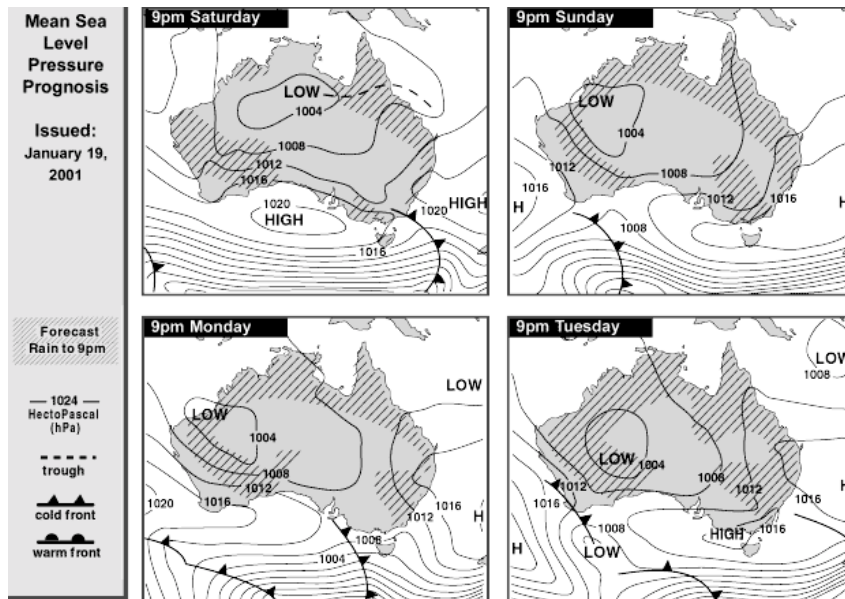 Mean Sea
Level
Pressure
Prognosis
Issued:
January 19,
2001
Forecast
Rain to 9pm
1024
HectoPascal
(hPa)
trough
cold front
warm front
9pm Saturday
LOW
1004
1008
1012
1016
1020
HIGH
1020
HIGH
1016
9pm Sunday
LOW
1004
1012
1008
1016
H
1012
1016
H
1008
9pm Monday
LOW
LOW
1004
1008
1012
1020
1016
1016
1012
H
1008
1004
9pm Tuesday
LOW
1008
LOW
1004
1008
1012
1012
1016
H
1016
1016
1008
HIGH
LOW
H